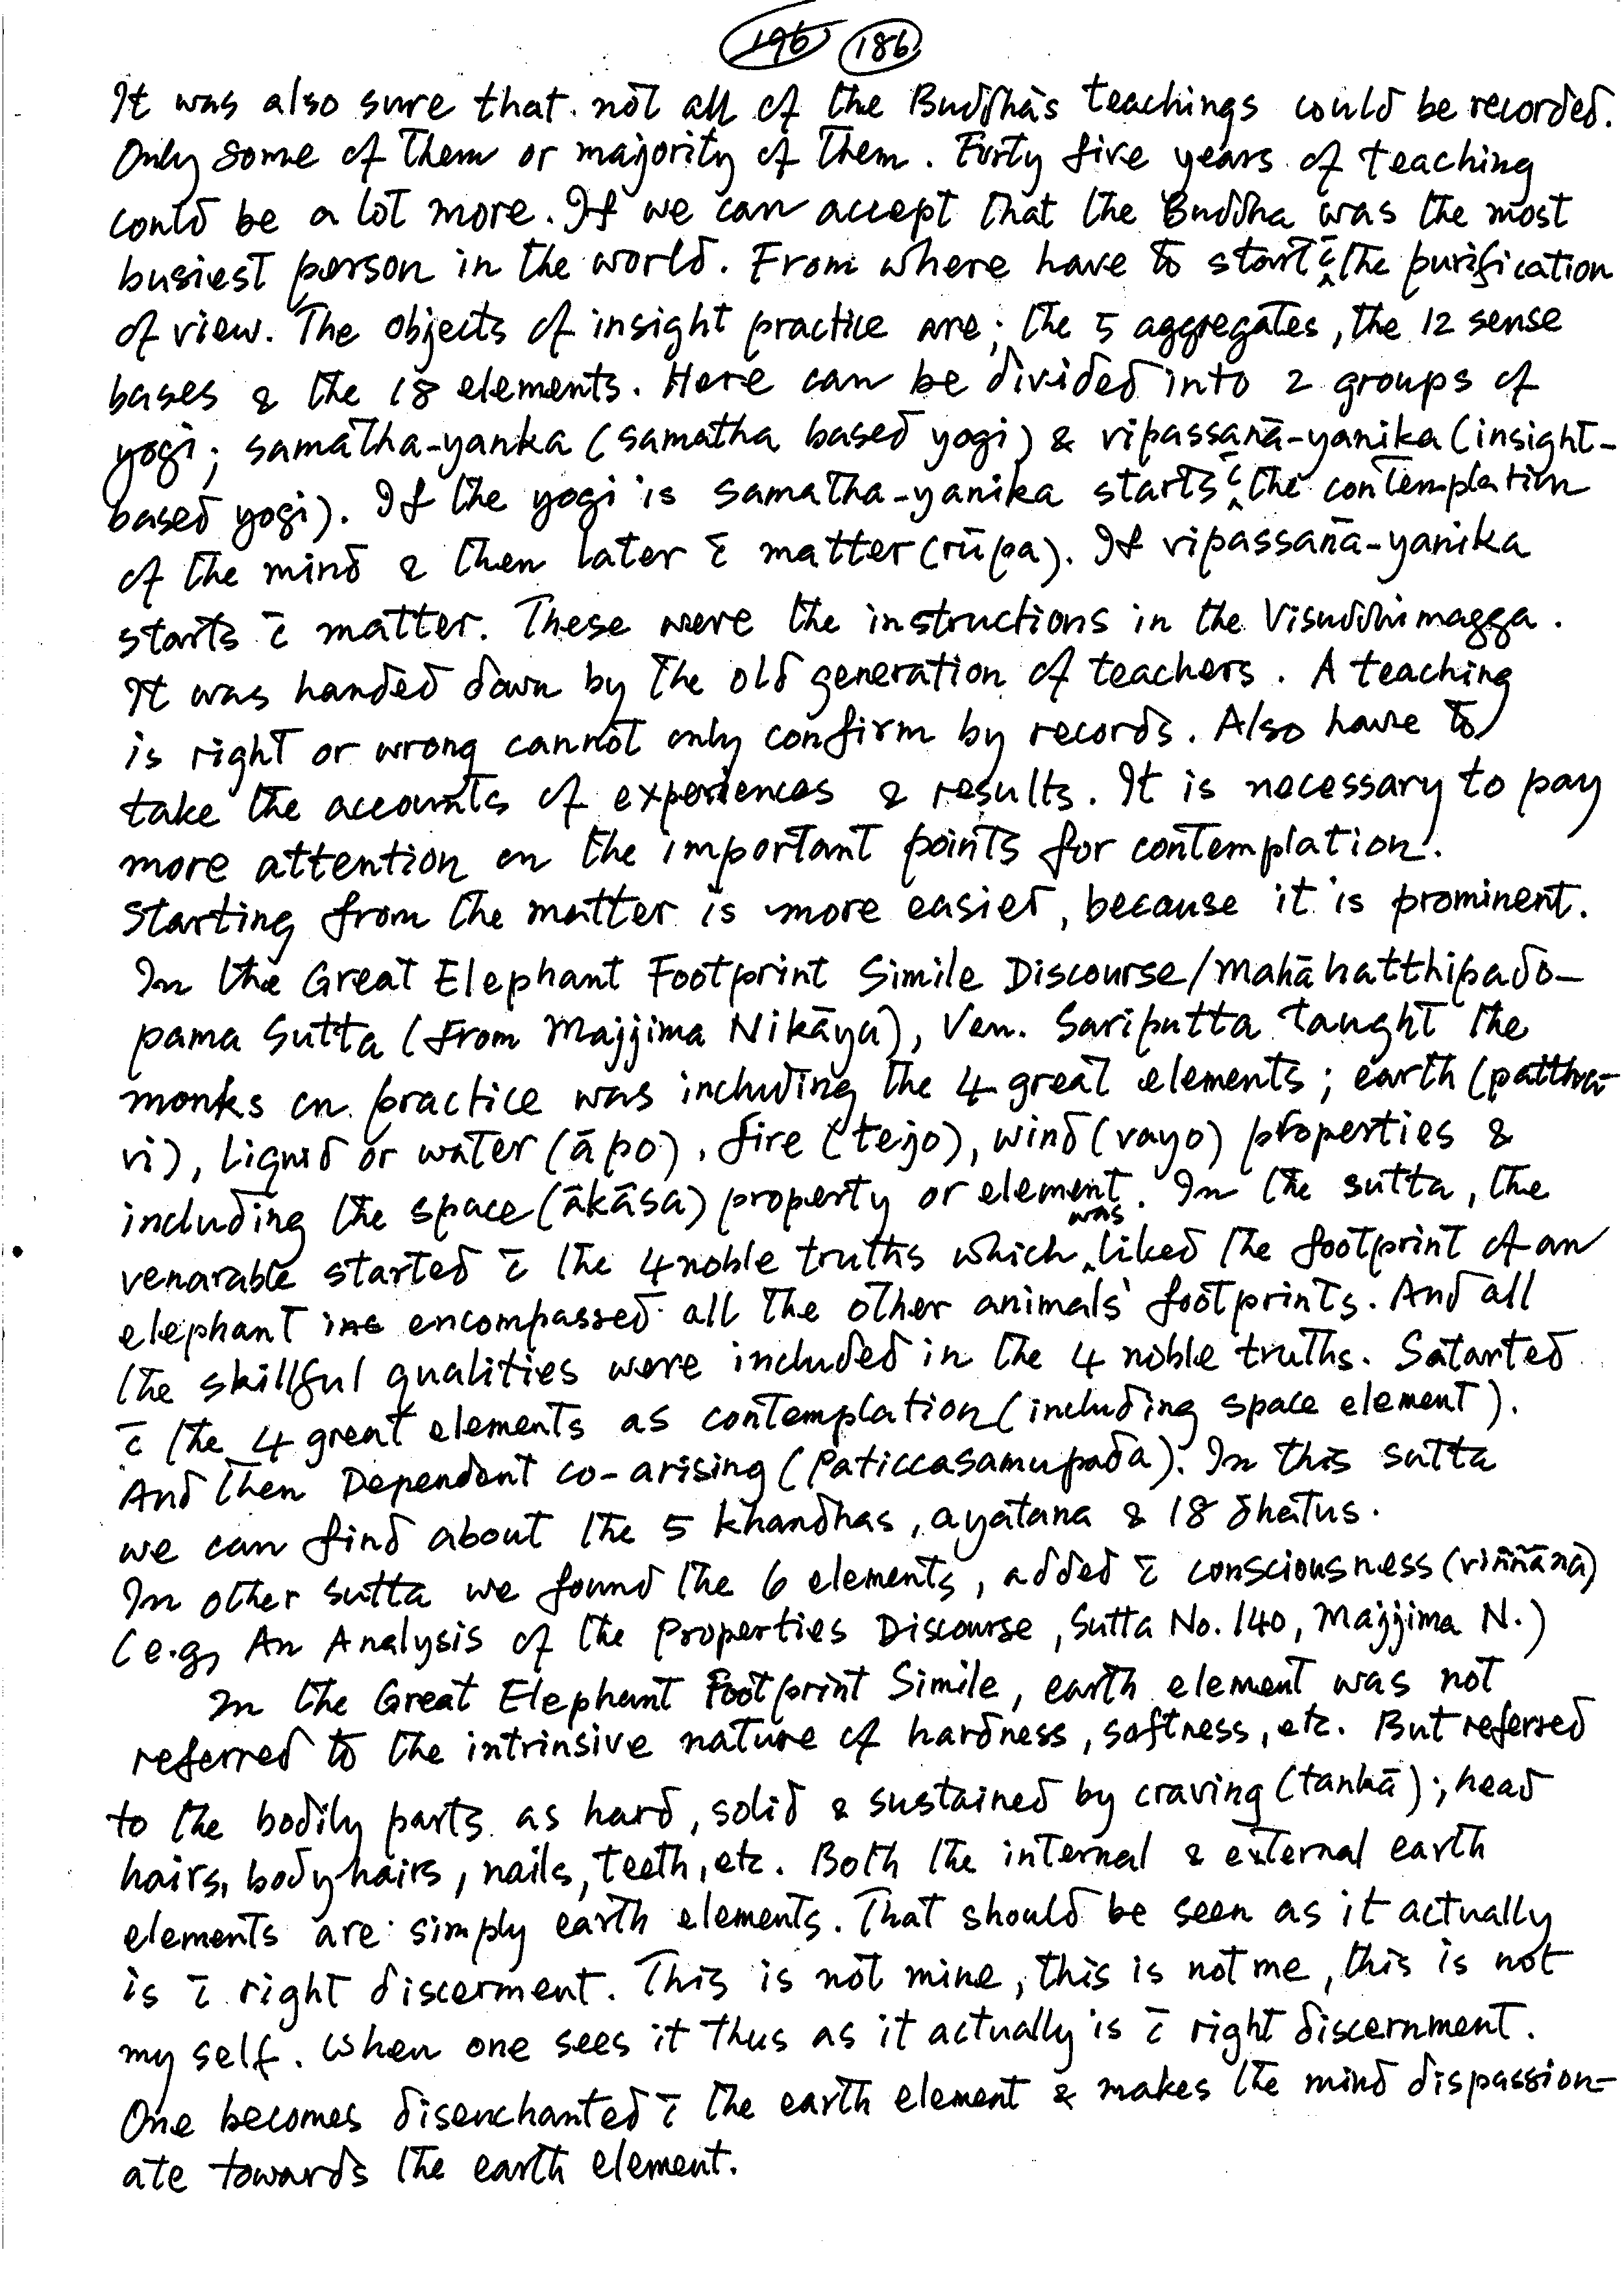 196 186
It was also sure that not all of the Buddhās teachings could be recorded.
Only some of them or majority of them. Forty five years of teaching
could be a lot more. If we can accept that the Buddha was the most
busiest person in the world. From where have to start c̄ the purification
of view. The objects of insight practice are; the 5 aggregates, the 12 sense
bases & the 18 elements. Here can be divided into 2 groups of
yogi; samatha-yanka (samatha based yogi) & vipassanā-yanika (insight-
based yogi). If the yogi is samatha-yanika starts c̄ the contemplation
of the mind & then later c̄ matter (rūpa). If vipassanā-yanika
starts c̄ matter. These were the instructions in the Visuddhimagga.
It was handed down by the old generation of teachers. A teaching
is right or wrong cannot only confirm by records. Also have to
take the accounts of experiences & results. It is necessary to pay
more attention on the important points for contemplation.
Starting from the matter is more easier, because it is prominent.
In the Great Elephant Footprint Simile Discourse/Mahāhatthipado-
pama Sutta (from Majjima Nikāya), Ven. Sariputta taught the
monks on practice was including the 4 great elements; earth (pathva-
vi), liquid or water (āpo), fire (tejo), wind (vayo) properties &
including the space (ākāsa) property or element. In the sutta, the
venarable started c̄ the 4 noble truths which was liked the footprint of an
elephant ine encompassed all the other animals' footprints. And all
the skillful qualities were included in the 4 noble truths. Satarted
c̄ the 4 great elements as contemplation (including space element).
And then Dependent co-arising (Paticcasamupada). In this sutta
we can find about the 5 khandhas, ayatana & 18 dhatus.
In other sutta we found the 6 elements, added c̄ consciousness (viññāna)
(e.g, An Analysis of the Properties Discourse, Sutta No. 140, Majjima N.)
In the Great Elephant Footprint Simile, earth element was not
referred to the intrinsive nature of hardness, softness, etc. But referred
to the bodily parts as hard, solid & sustained by craving (tankā); head
hairs, body hairs, nails, teeth, etc. Both the internal & external earth
elements are simply earth elements. That should be seen as it actually
is c̄ right discerment. This is not mine, this is not me, this is not
my self. When one sees it thus as it actually is c̄ right discernment.
One becomes disenchanted c̄ the earth element & makes the mind dispassion-
ate towards the earth element.